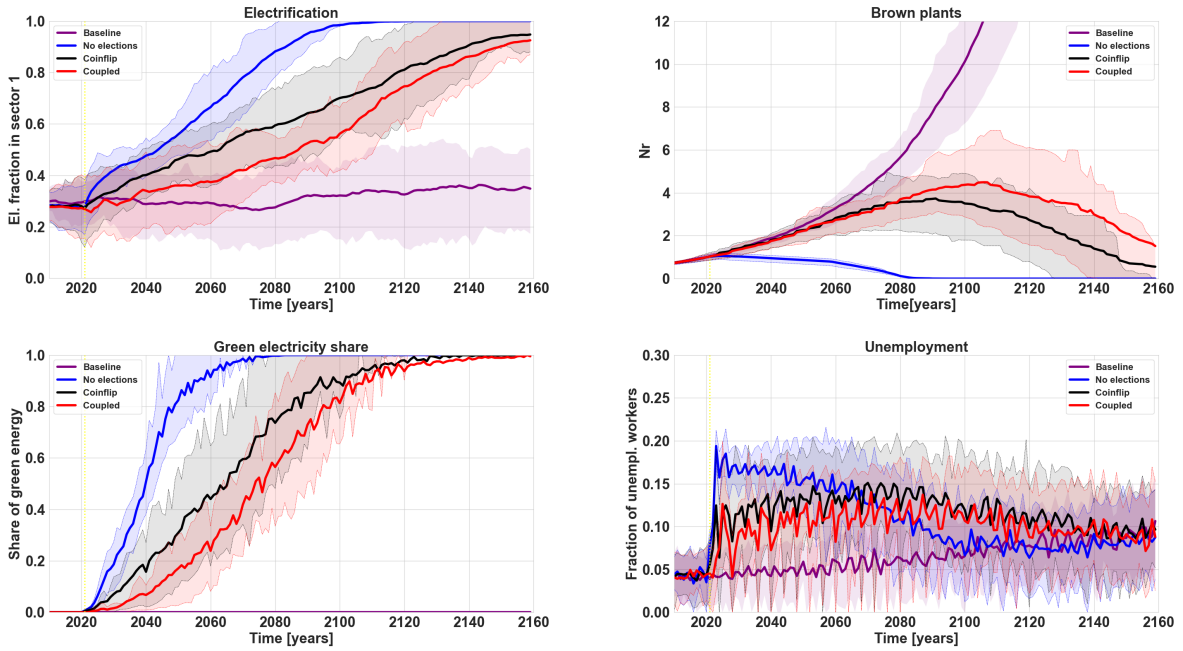 Electrification
El. fraction in sector 1
1.0
0.8
0.6
0.4
0.2
0.0
Baseline
No elections
Coinflip
Coupled
2020 2040 2060 2080 2100 2120 2140 2160
Time [years]
Brown plants
Nr
12
10
8
6
4
2
0
Baseline
No elections
Coinflip
Coupled
2020 2040 2060 2080 2100 2120 2140 2160
Time[years]
Green electricity share
Share of green energy
1.0
0.8
0.6
0.4
0.2
0.0
Baseline
No elections
Coinflip
Coupled
2020 2040 2060 2080 2100 2120 2140 2160
Time [years]
Unemployment
Fraction of unempl. workers
0.30
0.25
0.20
0.15
0.10
0.05
0.00
Baseline
No elections
Coinflip
Coupled
2020 2040 2060 2080 2100 2120 2140 2160
Time [years]